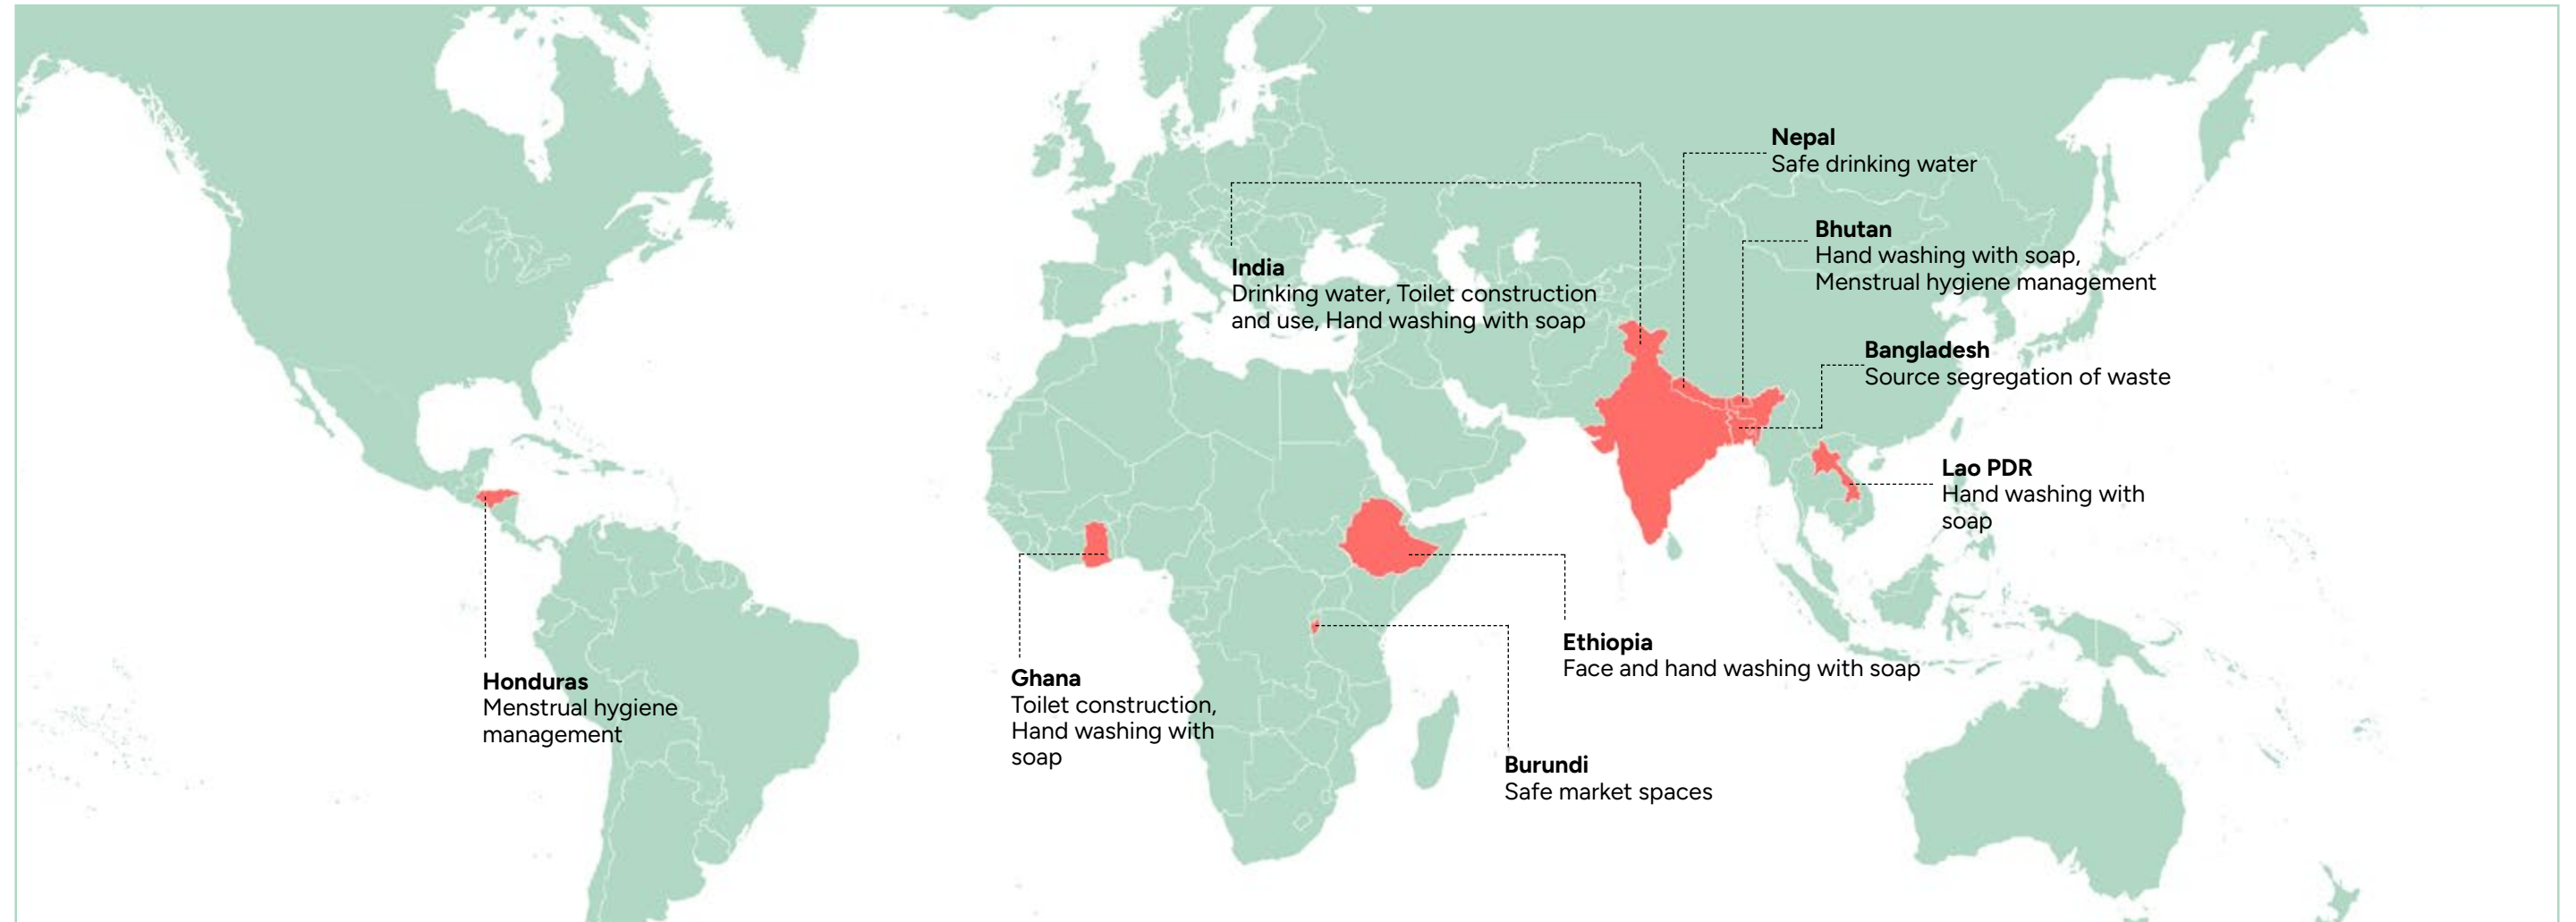 Nepal
Safe drinking water
Bhutan
Hand washing with soap,
Menstrual hygiene management
India
Drinking water, Toilet construction
and use, Hand washing with soap
Bangladesh
Source segregation of waste
Lao PDR
Hand washing with
soap
Ethiopia
Face and hand washing with soap
Honduras
Menstrual hygiene
management
Ghana
Toilet construction,
Hand washing with
soap
Burundi
Safe market spaces